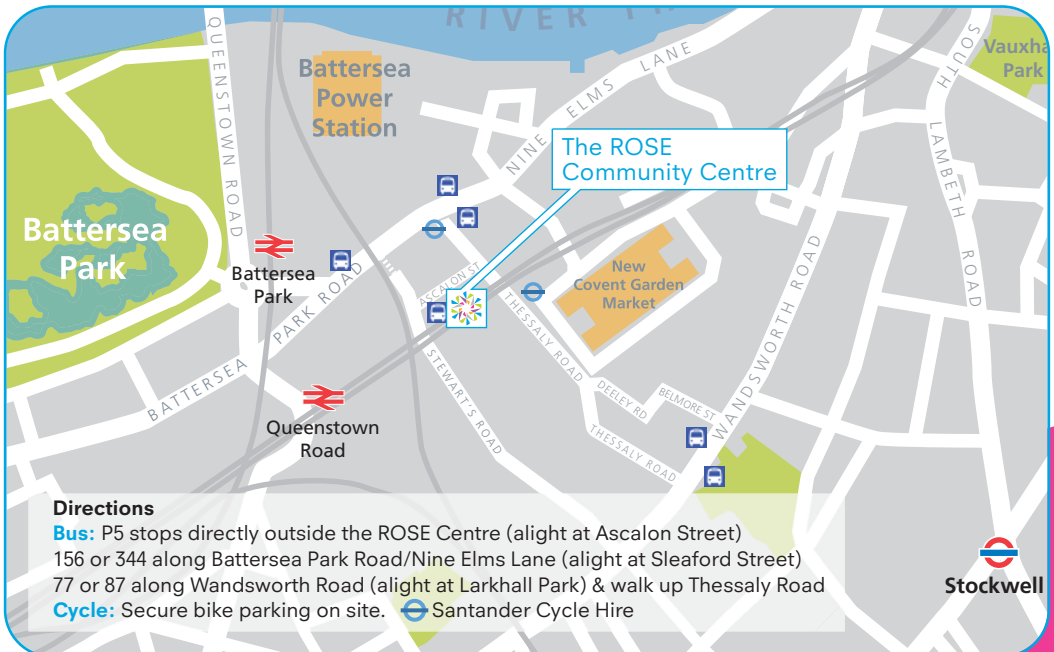 RIVER
QUEENSTOWN ROAD
Battersea
Power
Station
NINE ELMS LANE
SOUTH LAMBETH ROAD
Park
The ROSE
Community Centre
Battersea
Park
Battersea
Park
BATTERSEA PARK ROAD
ASCALON ST
New
Covent Garden
Market
THESSALY ROAD
STEWART'S ROAD
DEELEY RD
BELMORE ST
THESSALY ROAD
WANDSWORTH ROAD
Queenstown
Road
Directions
Bus: P5 stops directly outside the ROSE Centre (alight at Ascalon Street)
156 or 344 along Battersea Park Road/Nine Elms Lane (alight at Sleaford Street)
77 or 87 along Wandsworth Road (alight at Larkhall Park) & walk up Thessaly Road
Cycle: Secure bike parking on site. Santander Cycle Hire
Stockwell